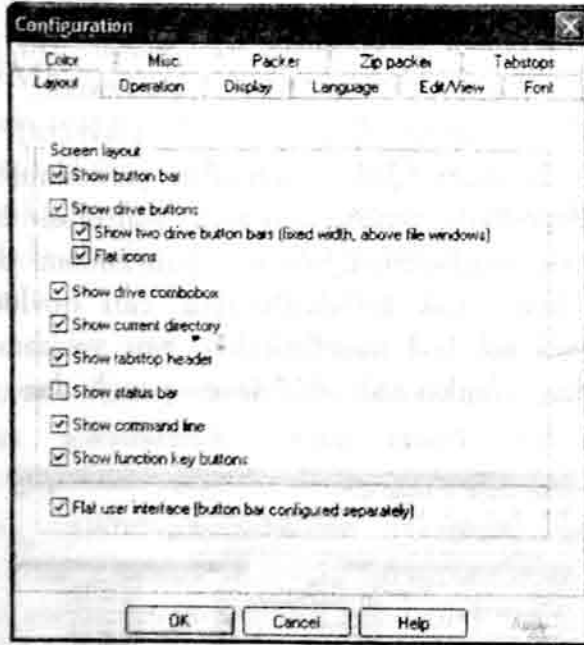 Configuration
Color Misc. Packer Zip packer Tabstops
Layout Operation Display Language Edit/View Font
Screen layout
Show button bar
Show drive buttons
Show two drive button bars (fixed width, above file windows)
Flat icons
Show drive combobox
Show current directory
Show tabstop header
Show status bar
Show command line
Show function key buttons
Flat user interface (button bar configured separately)
OK Cancel Help Apply